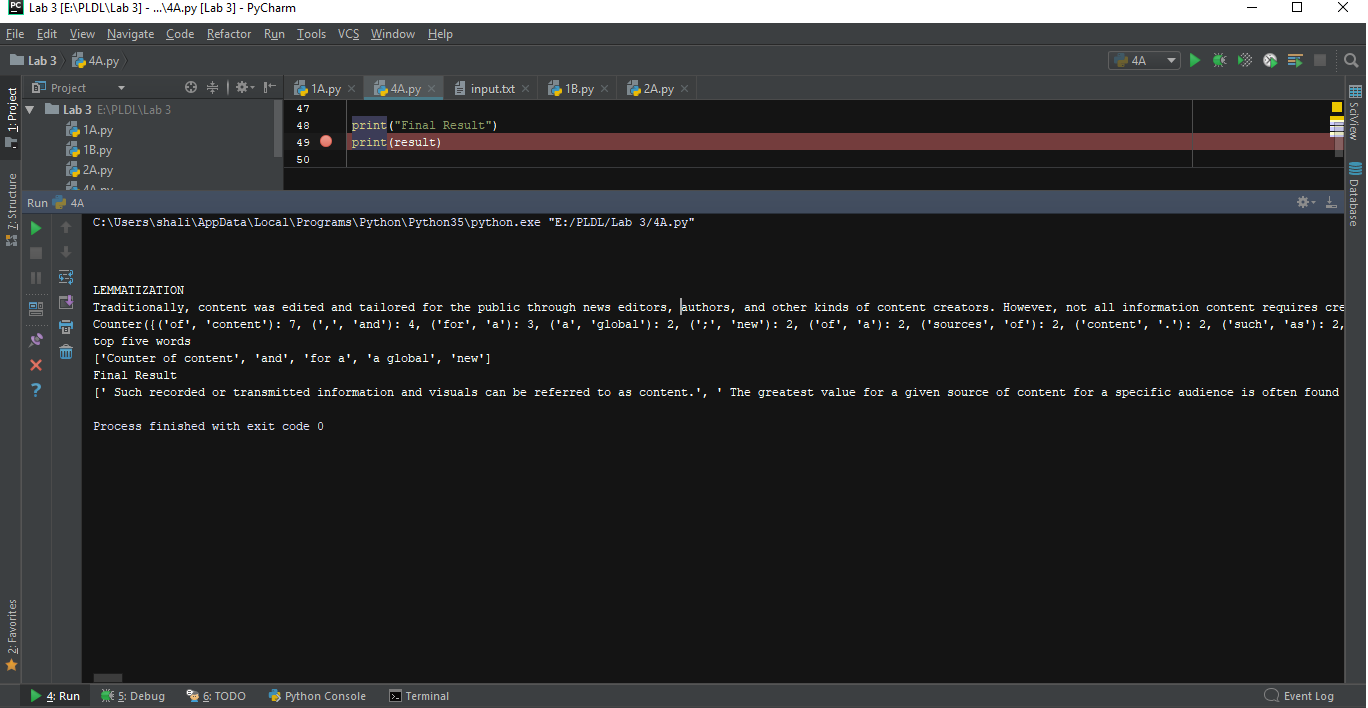 PC Lab 3 [E:\PLDL\Lab 3] - ...\4A.py [Lab 3] - PyCharm
File Edit View Navigate Code Refactor Run Tools VCS Window Help
Lab 3 4A.py 4A
1: Project
Project
1A.py 4A.py input.txt 1B.py 2A.py
Lab 3 E:\PLDL\Lab 3
1A.py
1B.py
2A.py
4A.py
47
48 print("Final Result")
49 print(result)
50
SciView
Database
7: Structure
Run 4A
C:\Users\shali\AppData\Local\Programs\Python\Python35\python.exe "E:/PLDL/Lab 3/4A.py"
LEMMATIZATION
Traditionally, content was edited and tailored for the public through news editors, authors, and other kinds of content creators. However, not all information content requires cre
Counter({('of', 'content'): 7, (',', 'and'): 4, ('for', 'a'): 3, ('a', 'global'): 2, (';', 'new'): 2, ('of', 'a'): 2, ('sources', 'of'): 2, ('content', '.'): 2, ('such', 'as'): 2,
top five words
['Counter of content', 'and', 'for a', 'a global', 'new']
Final Result
[' Such recorded or transmitted information and visuals can be referred to as content.', ' The greatest value for a given source of content for a specific audience is often found
Process finished with exit code 0
2: Favorites
4: Run 5: Debug 6: TODO Python Console Terminal Event Log